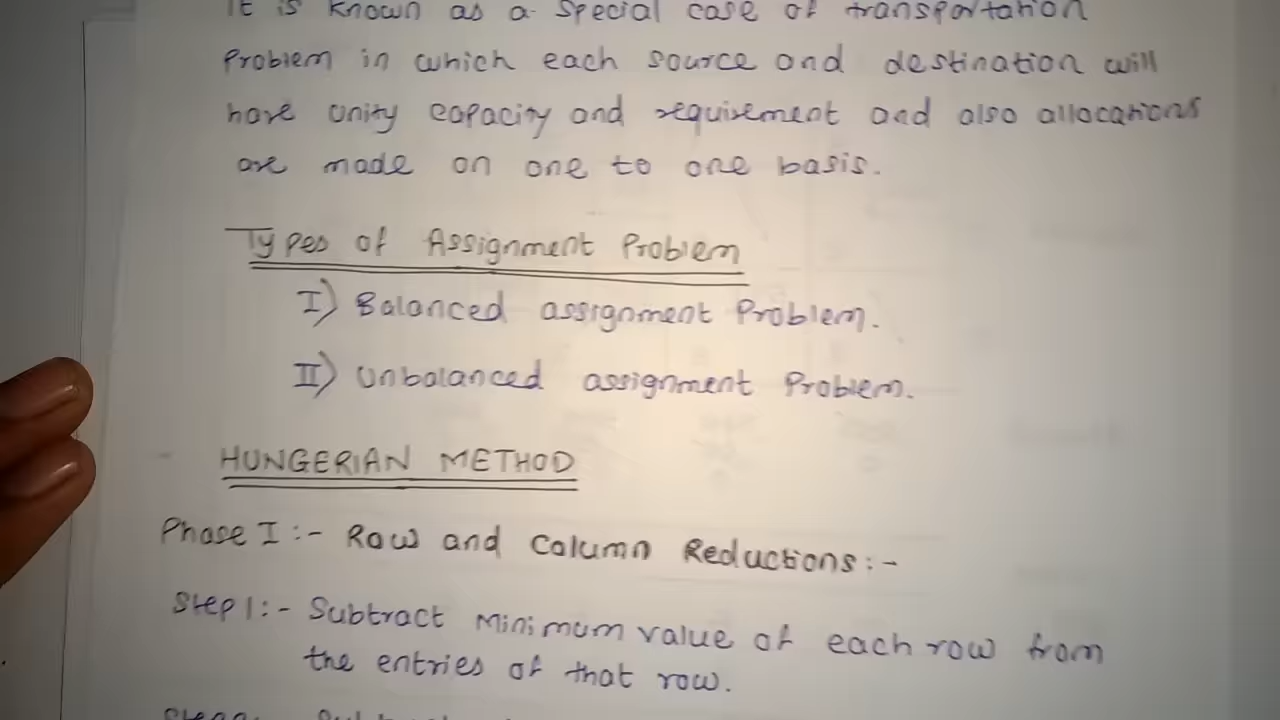 It is known as a special case of transportation
Problem in which each source and destination will
have unity capacity and requirement and also allocations
are made on one to one basis.
Types of Assignment Problem
I) Balanced assignment Problem.
II) Unbalanced assignment Problem.
HUNGERIAN METHOD
Phase I :- Row and Column Reductions :-
Step 1 :- Subtract Minimum value of each row from
the entries of that row.